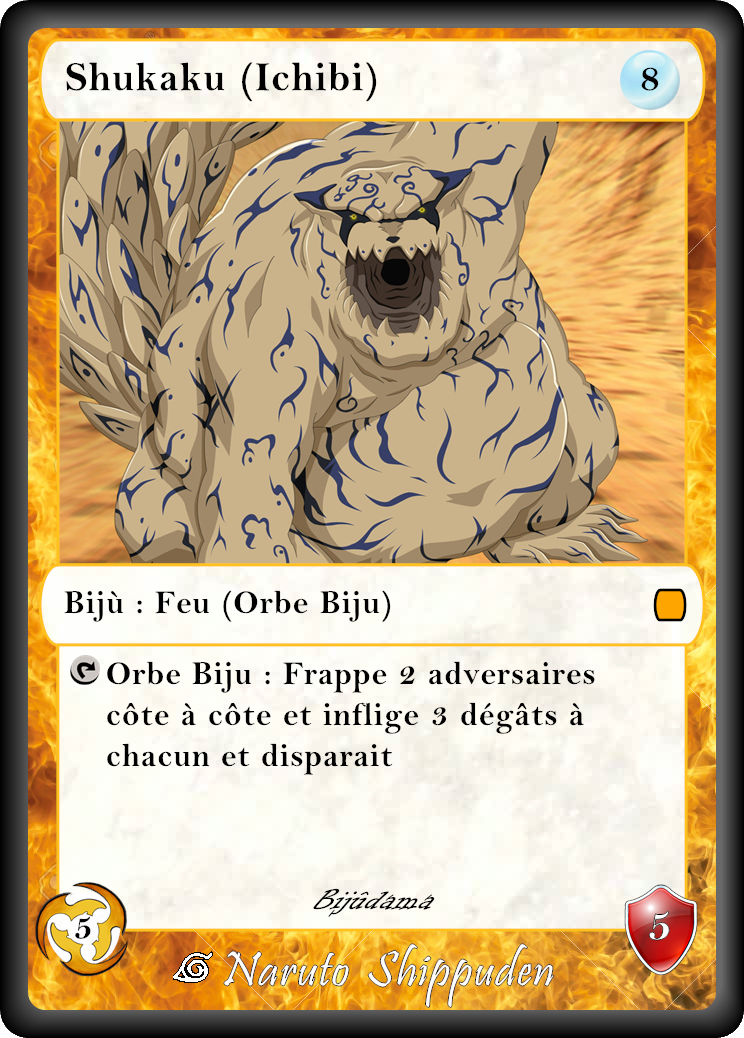 Shukaku (Ichibi)
8
Bijù : Feu (Orbe Biju)
Orbe Biju : Frappe 2 adversaires
côte à côte et inflige 3 dégâts à
chacun et disparait
Bijûdama
5
5
Naruto Shippuden